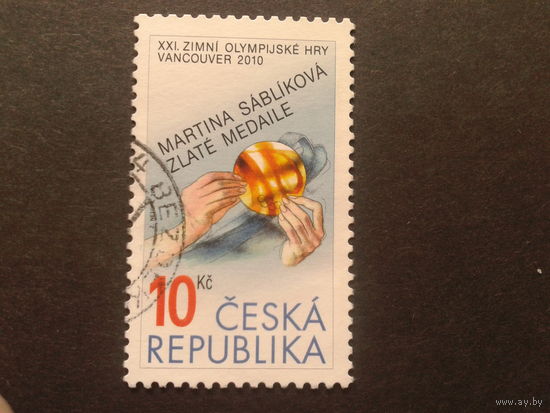 XXI. ZIMNÍ OLYMPIJSKÉ HRY
VANCOUVER 2010
MARTINA SÁBLÍKOVÁ
ZLATÉ MEDAILE
10 Kč
ČESKÁ
REPUBLIKA
www.ay.by